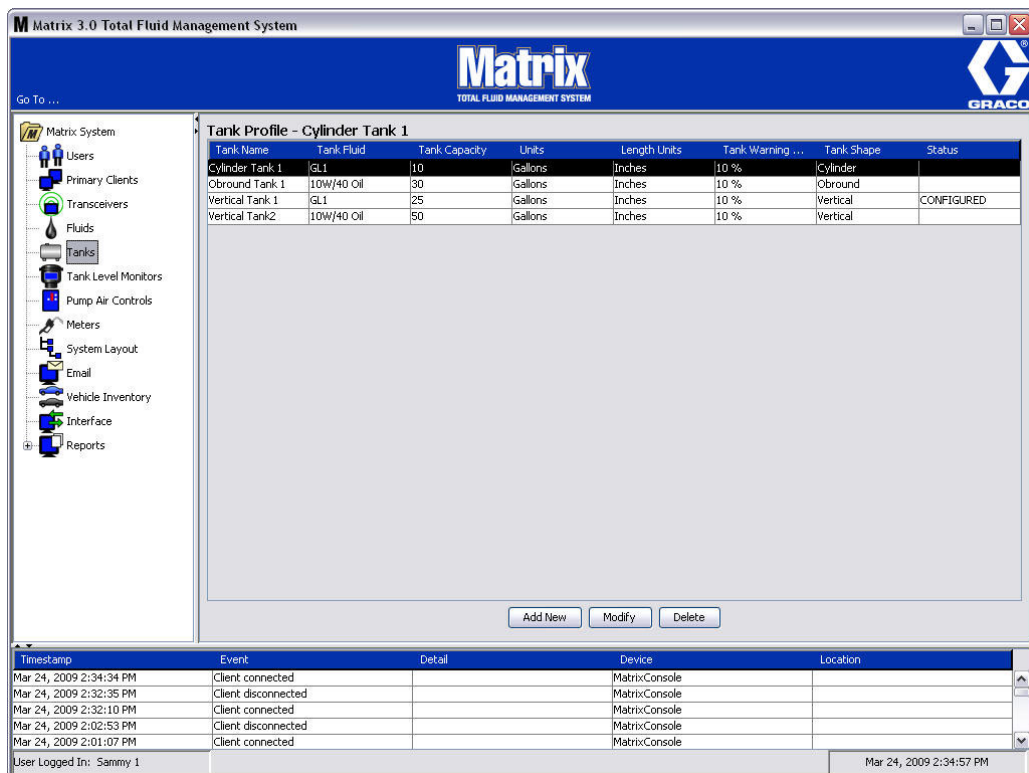 M Matrix 3.0 Total Fluid Management System
Matrix
TOTAL FLUID MANAGEMENT SYSTEM
Go To ...
G®
GRACO
M Matrix System
Users
Primary Clients
Transceivers
Fluids
Tanks
Tank Level Monitors
Pump Air Controls
Meters
System Layout
Email
Vehicle Inventory
Interface
Reports
Tank Profile - Cylinder Tank 1
Tank Name Tank Fluid Tank Capacity Units Length Units Tank Warning ... Tank Shape Status
Cylinder Tank 1 GL1 10 Gallons Inches 10 % Cylinder
Obround Tank 1 10W/40 Oil 30 Gallons Inches 10 % Obround
Vertical Tank 1 GL1 25 Gallons Inches 10 % Vertical CONFIGURED
Vertical Tank2 10W/40 Oil 50 Gallons Inches 10 % Vertical
Add New Modify Delete
Timestamp Event Detail Device Location
Mar 24, 2009 2:34:34 PM Client connected MatrixConsole
Mar 24, 2009 2:32:35 PM Client disconnected MatrixConsole
Mar 24, 2009 2:32:10 PM Client connected MatrixConsole
Mar 24, 2009 2:02:53 PM Client disconnected MatrixConsole
Mar 24, 2009 2:01:07 PM Client connected MatrixConsole
User Logged In: Sammy 1 Mar 24, 2009 2:34:57 PM